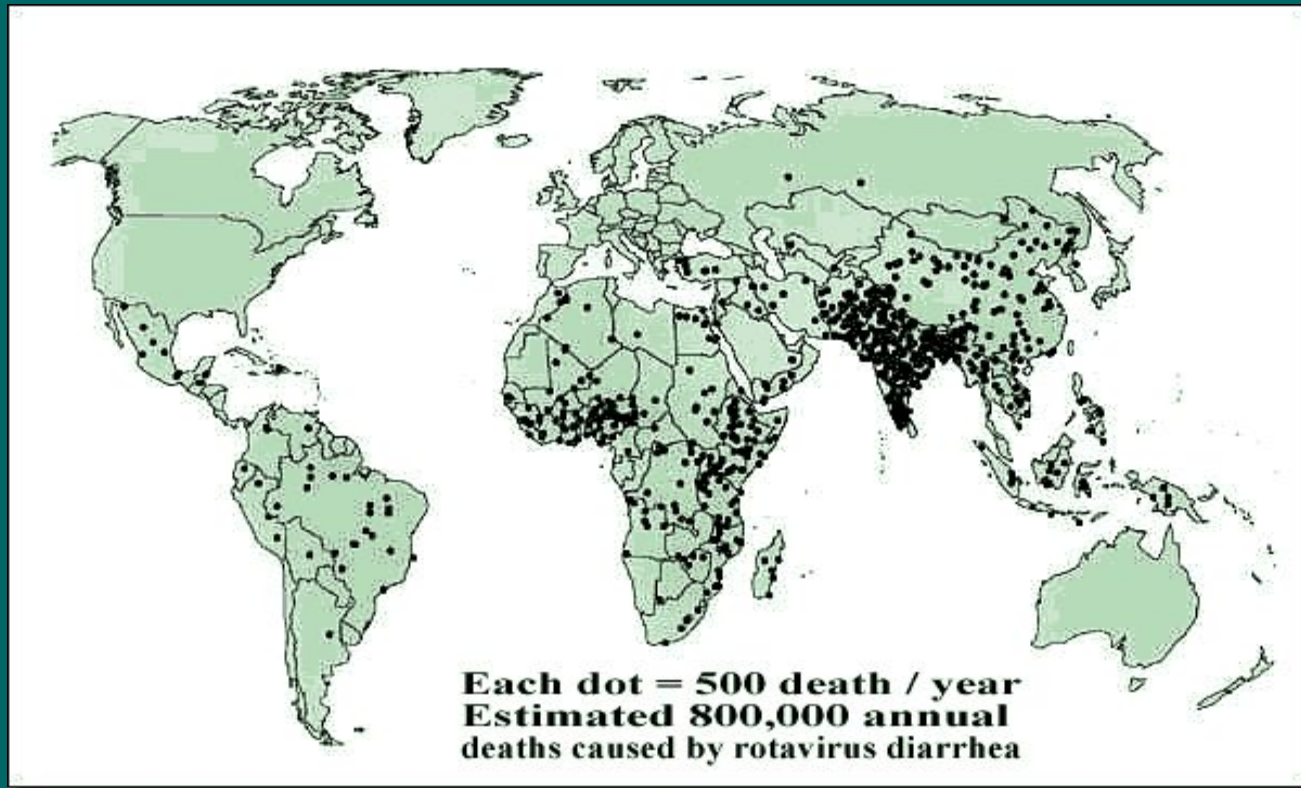 Each dot = 500 death / year
Estimated 800,000 annual
deaths caused by rotavirus diarrhea